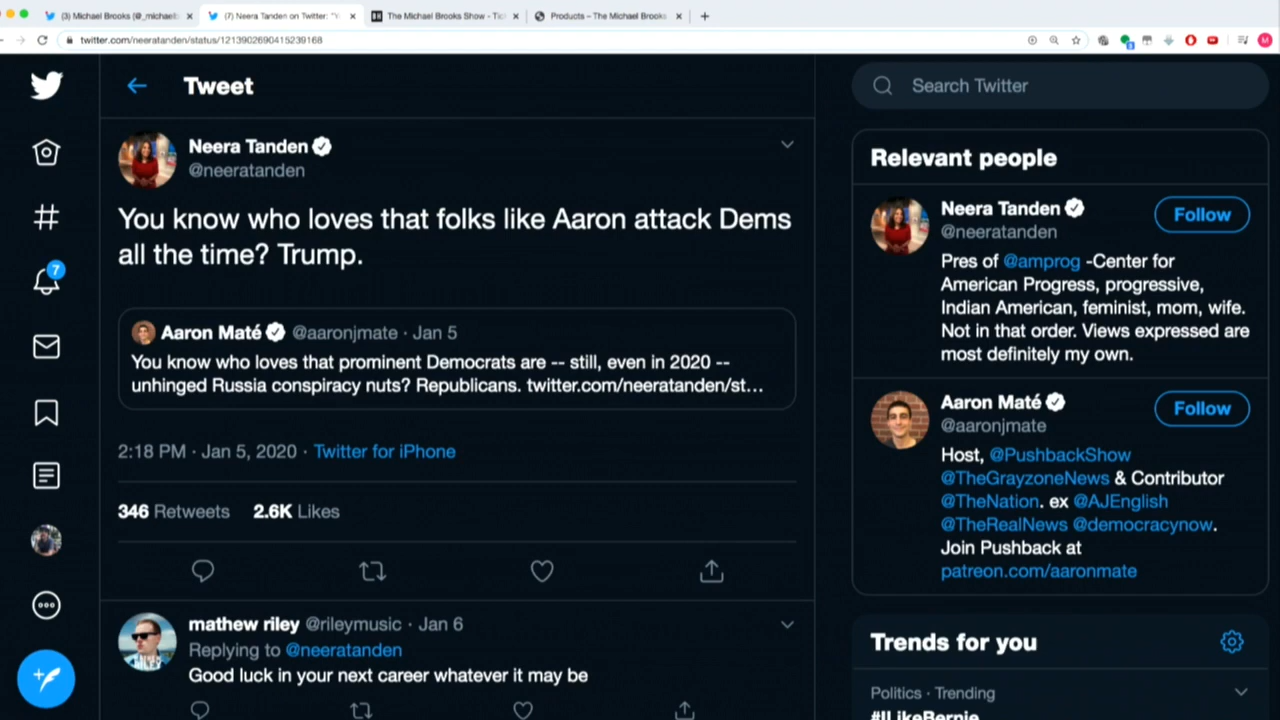 (3) Michael Brooks (@_michaelb
(7) Neera Tanden on Twitter: "Y
The Michael Brooks Show - Tic
Products – The Michael Brooks
twitter.com/neeratanden/status/1213902690415239168
Tweet
Neera Tanden
@neeratanden
You know who loves that folks like Aaron attack Dems
all the time? Trump.
Aaron Maté @aaronjmate · Jan 5
You know who loves that prominent Democrats are -- still, even in 2020 --
unhinged Russia conspiracy nuts? Republicans. twitter.com/neeratanden/st...
2:18 PM · Jan 5, 2020 · Twitter for iPhone
346 Retweets 2.6K Likes
mathew riley @rileymusic · Jan 6
Replying to @neeratanden
Good luck in your next career whatever it may be
7
Search Twitter
Relevant people
Neera Tanden
@neeratanden
Follow
Pres of @amprog -Center for
American Progress, progressive,
Indian American, feminist, mom, wife.
Not in that order. Views expressed are
most definitely my own.
Aaron Maté
@aaronjmate
Follow
Host, @PushbackShow
@TheGrayzoneNews & Contributor
@TheNation. ex @AJEnglish
@TheRealNews @democracynow.
Join Pushback at
patreon.com/aaronmate
Trends for you
Politics · Trending
#ILikeBernie